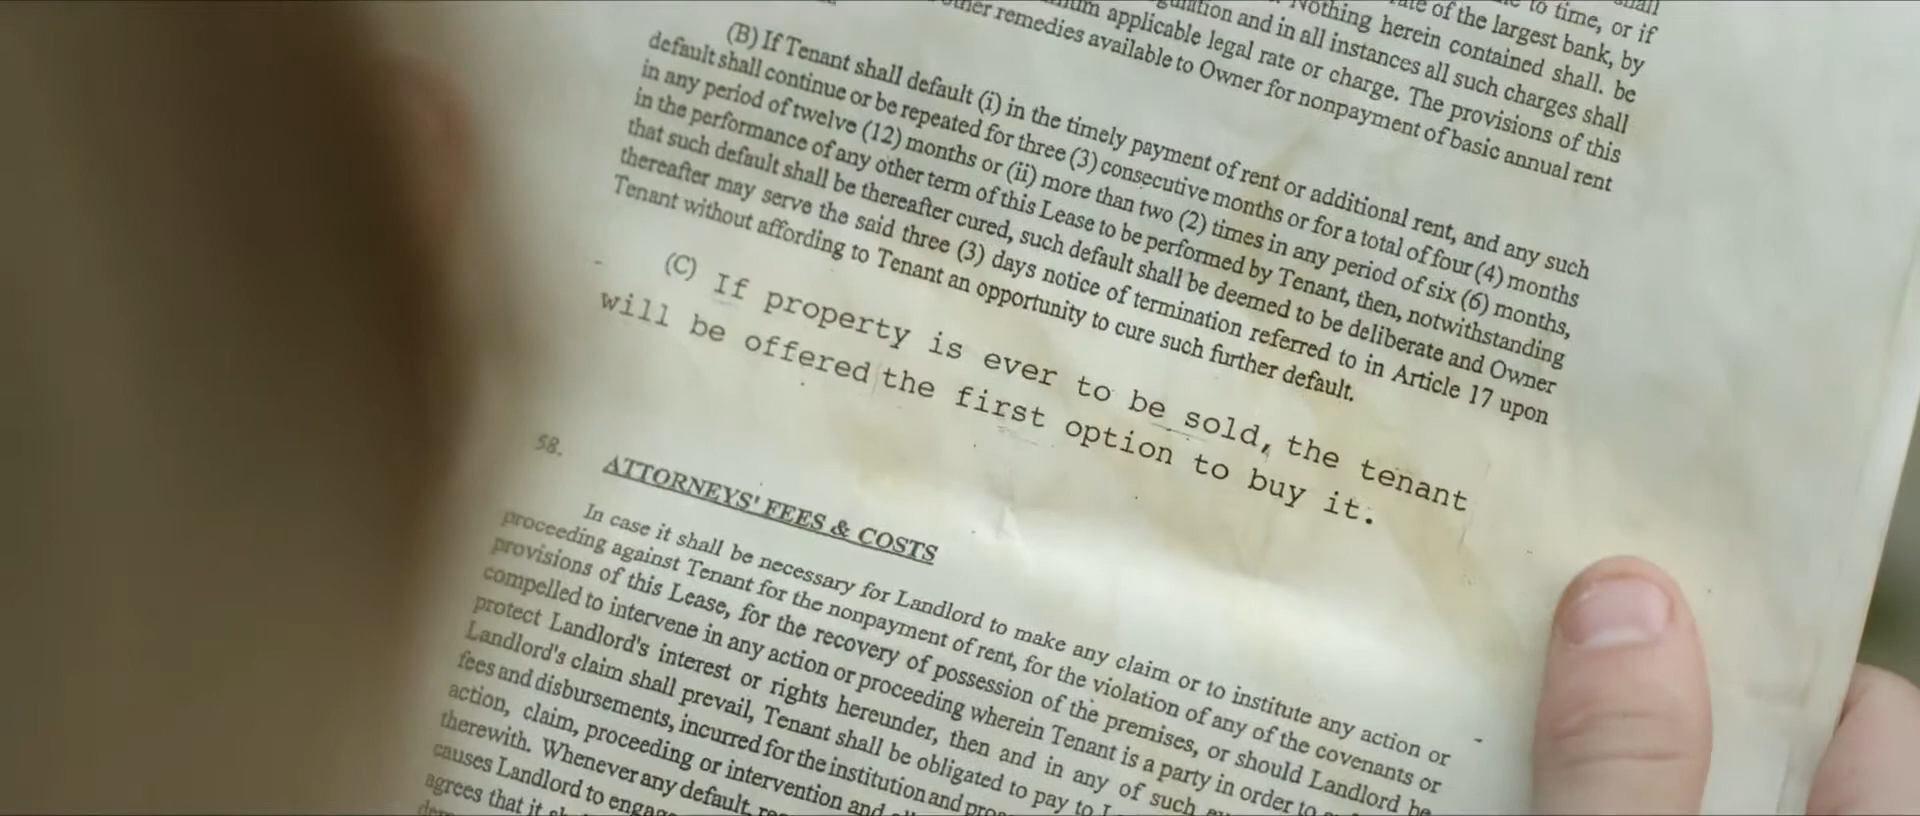 to time, or if
of the largest bank, by
Nothing herein contained shall. be
and in all instances all such charges shall
applicable legal rate or charge. The provisions of this
other remedies available to Owner for nonpayment of basic annual rent
(B) If Tenant shall default (i) in the timely payment of rent or additional rent, and any such
default shall continue or be repeated for three (3) consecutive months or for a total of four (4) months
in any period of twelve (12) months or (ii) more than two (2) times in any period of six (6) months,
in the performance of any other term of this Lease to be performed by Tenant, then, notwithstanding
that such default shall be thereafter cured, such default shall be deemed to be deliberate and Owner
thereafter may serve the said three (3) days notice of termination referred to in Article 17 upon
Tenant without affording to Tenant an opportunity to cure such further default.
(C) If property is ever to be sold, the tenant
will be offered the first option to buy it.
58. ATTORNEYS' FEES & COSTS
In case it shall be necessary for Landlord to make any claim or to institute any action or
proceeding against Tenant for the nonpayment of rent, for the violation of any of the covenants or
provisions of this Lease, for the recovery of possession of the premises, or should Landlord be
compelled to intervene in any action or proceeding wherein Tenant is a party in order to
protect Landlord's interest or rights hereunder, then and in any of such
Landlord's claim shall prevail, Tenant shall be obligated to pay to
fees and disbursements, incurred for the institution and
action, claim, proceeding or intervention and
therewith. Whenever any default,
causes Landlord to engage
agrees that it